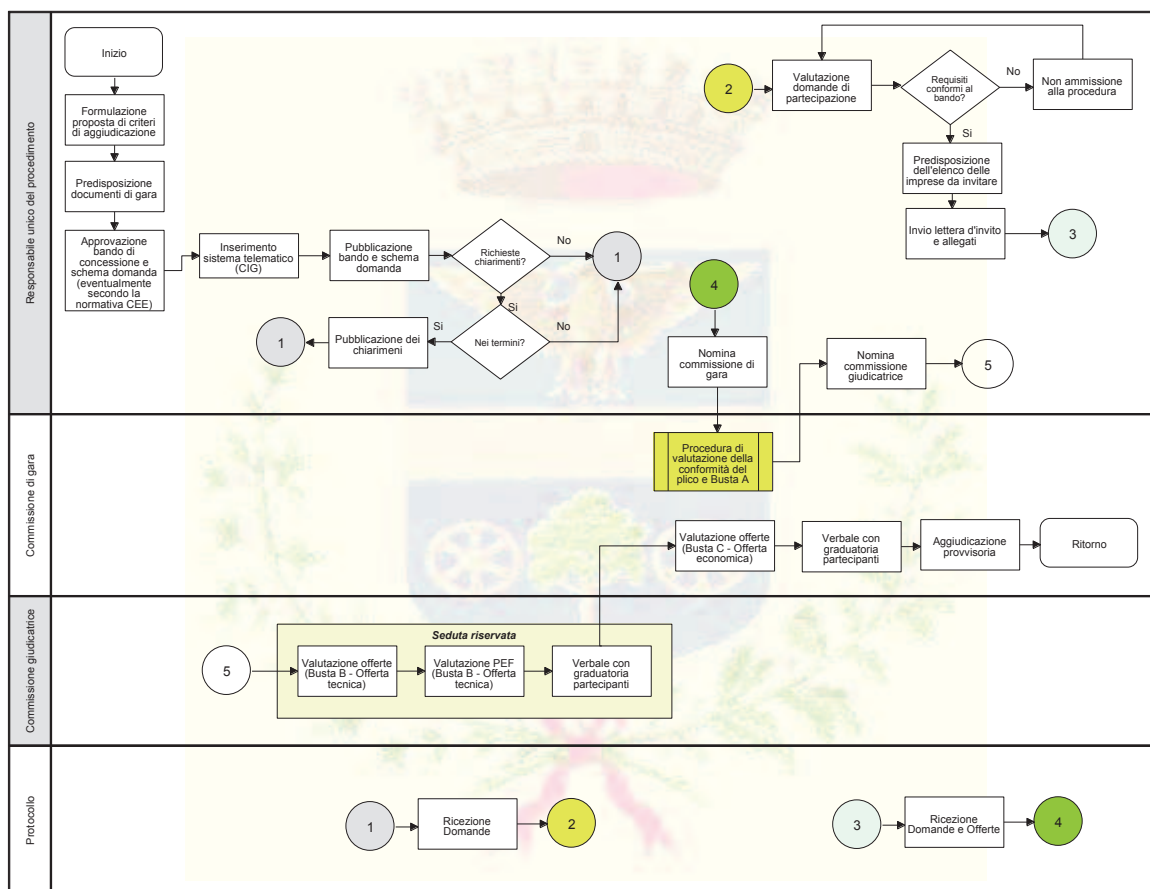 Responsabile unico del procedimento
Inizio
Formulazione
proposta di criteri
di aggiudicazione
Predisposizione
documenti di gara
Approvazione
bando di
concessione e
schema domanda
(eventualmente
secondo la
normativa CEE)
Inserimento
sistema telematico
(CIG)
Pubblicazione
bando e schema
domanda
Richieste
chiarimenti?
No
1
Si
Nei termini?
No
Si
Pubblicazione dei
chiarimeni
1
2
Valutazione
domande di
partecipazione
Requisiti
conformi al
bando?
No
Non ammissione
alla procedura
Si
Predisposizione
dell'elenco delle
imprese da invitare
Invio lettera d'invito
e allegati
3
4
Nomina
commissione di
gara
Nomina
commissione
giudicatrice
5
Commissione di gara
Procedura di
valutazione della
conformità del
plico e Busta A
Valutazione offerte
(Busta C - Offerta
economica)
Verbale con
graduatoria
partecipanti
Aggiudicazione
provvisoria
Ritorno
Commissione giudicatrice
Seduta riservata
5
Valutazione offerte
(Busta B - Offerta
tecnica)
Valutazione PEF
(Busta B - Offerta
tecnica)
Verbale con
graduatoria
partecipanti
Protocollo
1
Ricezione
Domande
2
3
Ricezione
Domande e Offerte
4